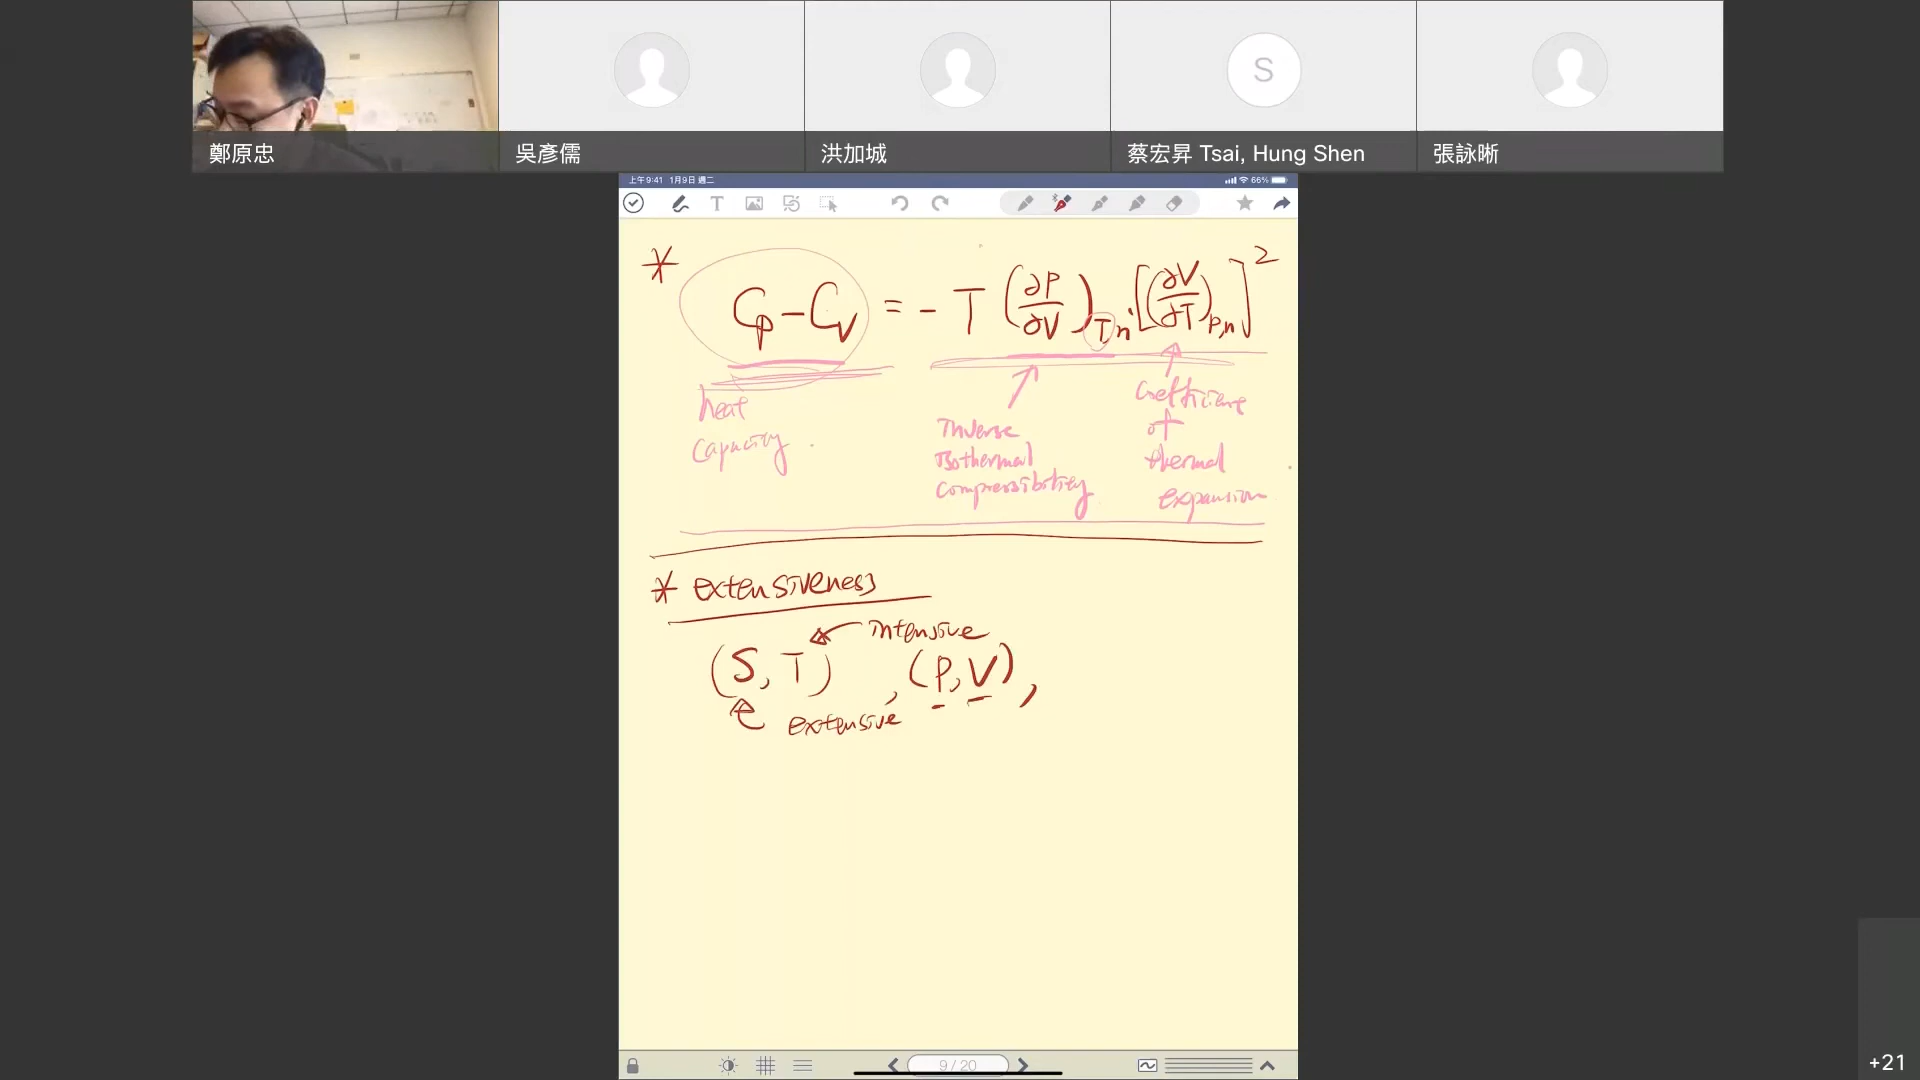 鄭原忠
吳彥儒
洪加城
S
蔡宏昇 Tsai, Hung Shen
張詠晰
上午9:41 1月9日 週二
66%
T
* Cp - Cv = - T (∂P/∂V)T,n · [(∂V/∂T)P,n]²
heat
capacity
Inverse
Isothermal
Compressibility
Coefficient
of
thermal
expansion
* extensiveness
intensive
(S, T), (P, V),
extensive
9 / 20
+21